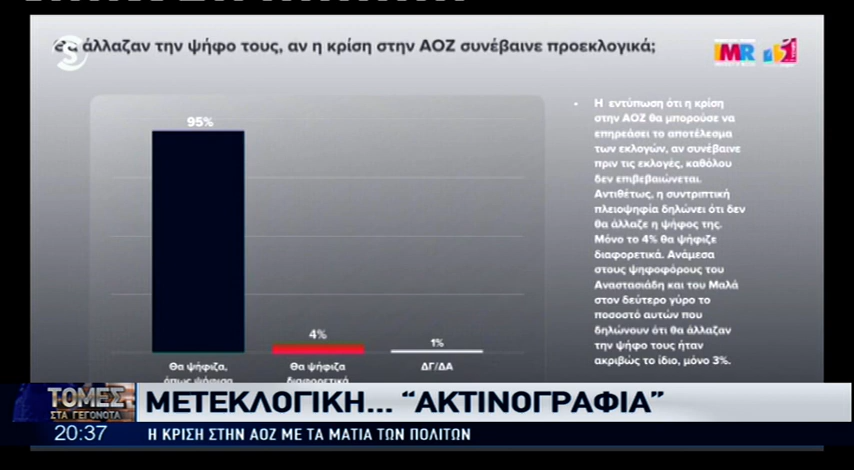 Θα άλλαζαν την ψήφο τους, αν η κρίση στην ΑΟΖ συνέβαινε προεκλογικά;
IMR
95%
4%
1%
Θα ψήφιζα,
όπως ψήφισα
Θα ψήφιζα
διαφορετικά
ΔΓ/ΔΑ
• Η εντύπωση ότι η κρίση
στην ΑΟΖ θα μπορούσε να
επηρεάσει το αποτέλεσμα
των εκλογών, αν συνέβαινε
πριν τις εκλογές, καθόλου
δεν επιβεβαιώνεται.
Αντιθέτως, η συντριπτική
πλειοψηφία δηλώνει ότι δεν
θα άλλαζε η ψήφος της.
Μόνο το 4% θα ψήφιζε
διαφορετικά. Ανάμεσα
στους ψηφοφόρους του
Αναστασιάδη και του Μαλά
στον δεύτερο γύρο το
ποσοστό αυτών που
δηλώνουν ότι θα άλλαζαν
την ψήφο τους ήταν
ακριβώς το ίδιο, μόνο 3%.
ΤΟΜΕΣ
ΣΤΑ ΓΕΓΟΝΟΤΑ
ΜΕΤΕΚΛΟΓΙΚΗ... “ΑΚΤΙΝΟΓΡΑΦΙΑ”
20:37
Η ΚΡΙΣΗ ΣΤΗΝ ΑΟΖ ΜΕ ΤΑ ΜΑΤΙΑ ΤΩΝ ΠΟΛΙΤΩΝ